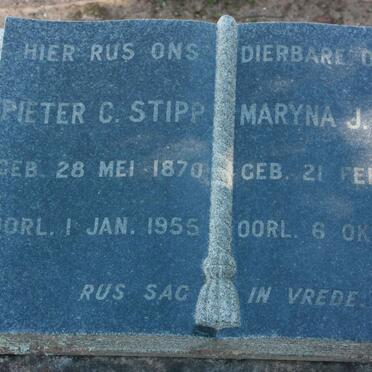 HIER RUS ONS DIERBARE
PIETER C. STIPP MARYNA J.
GEB. 28 MEI 1870 GEB. 21
OORL. 1 JAN. 1955 OORL. 6
RUS SAG IN VREDE.